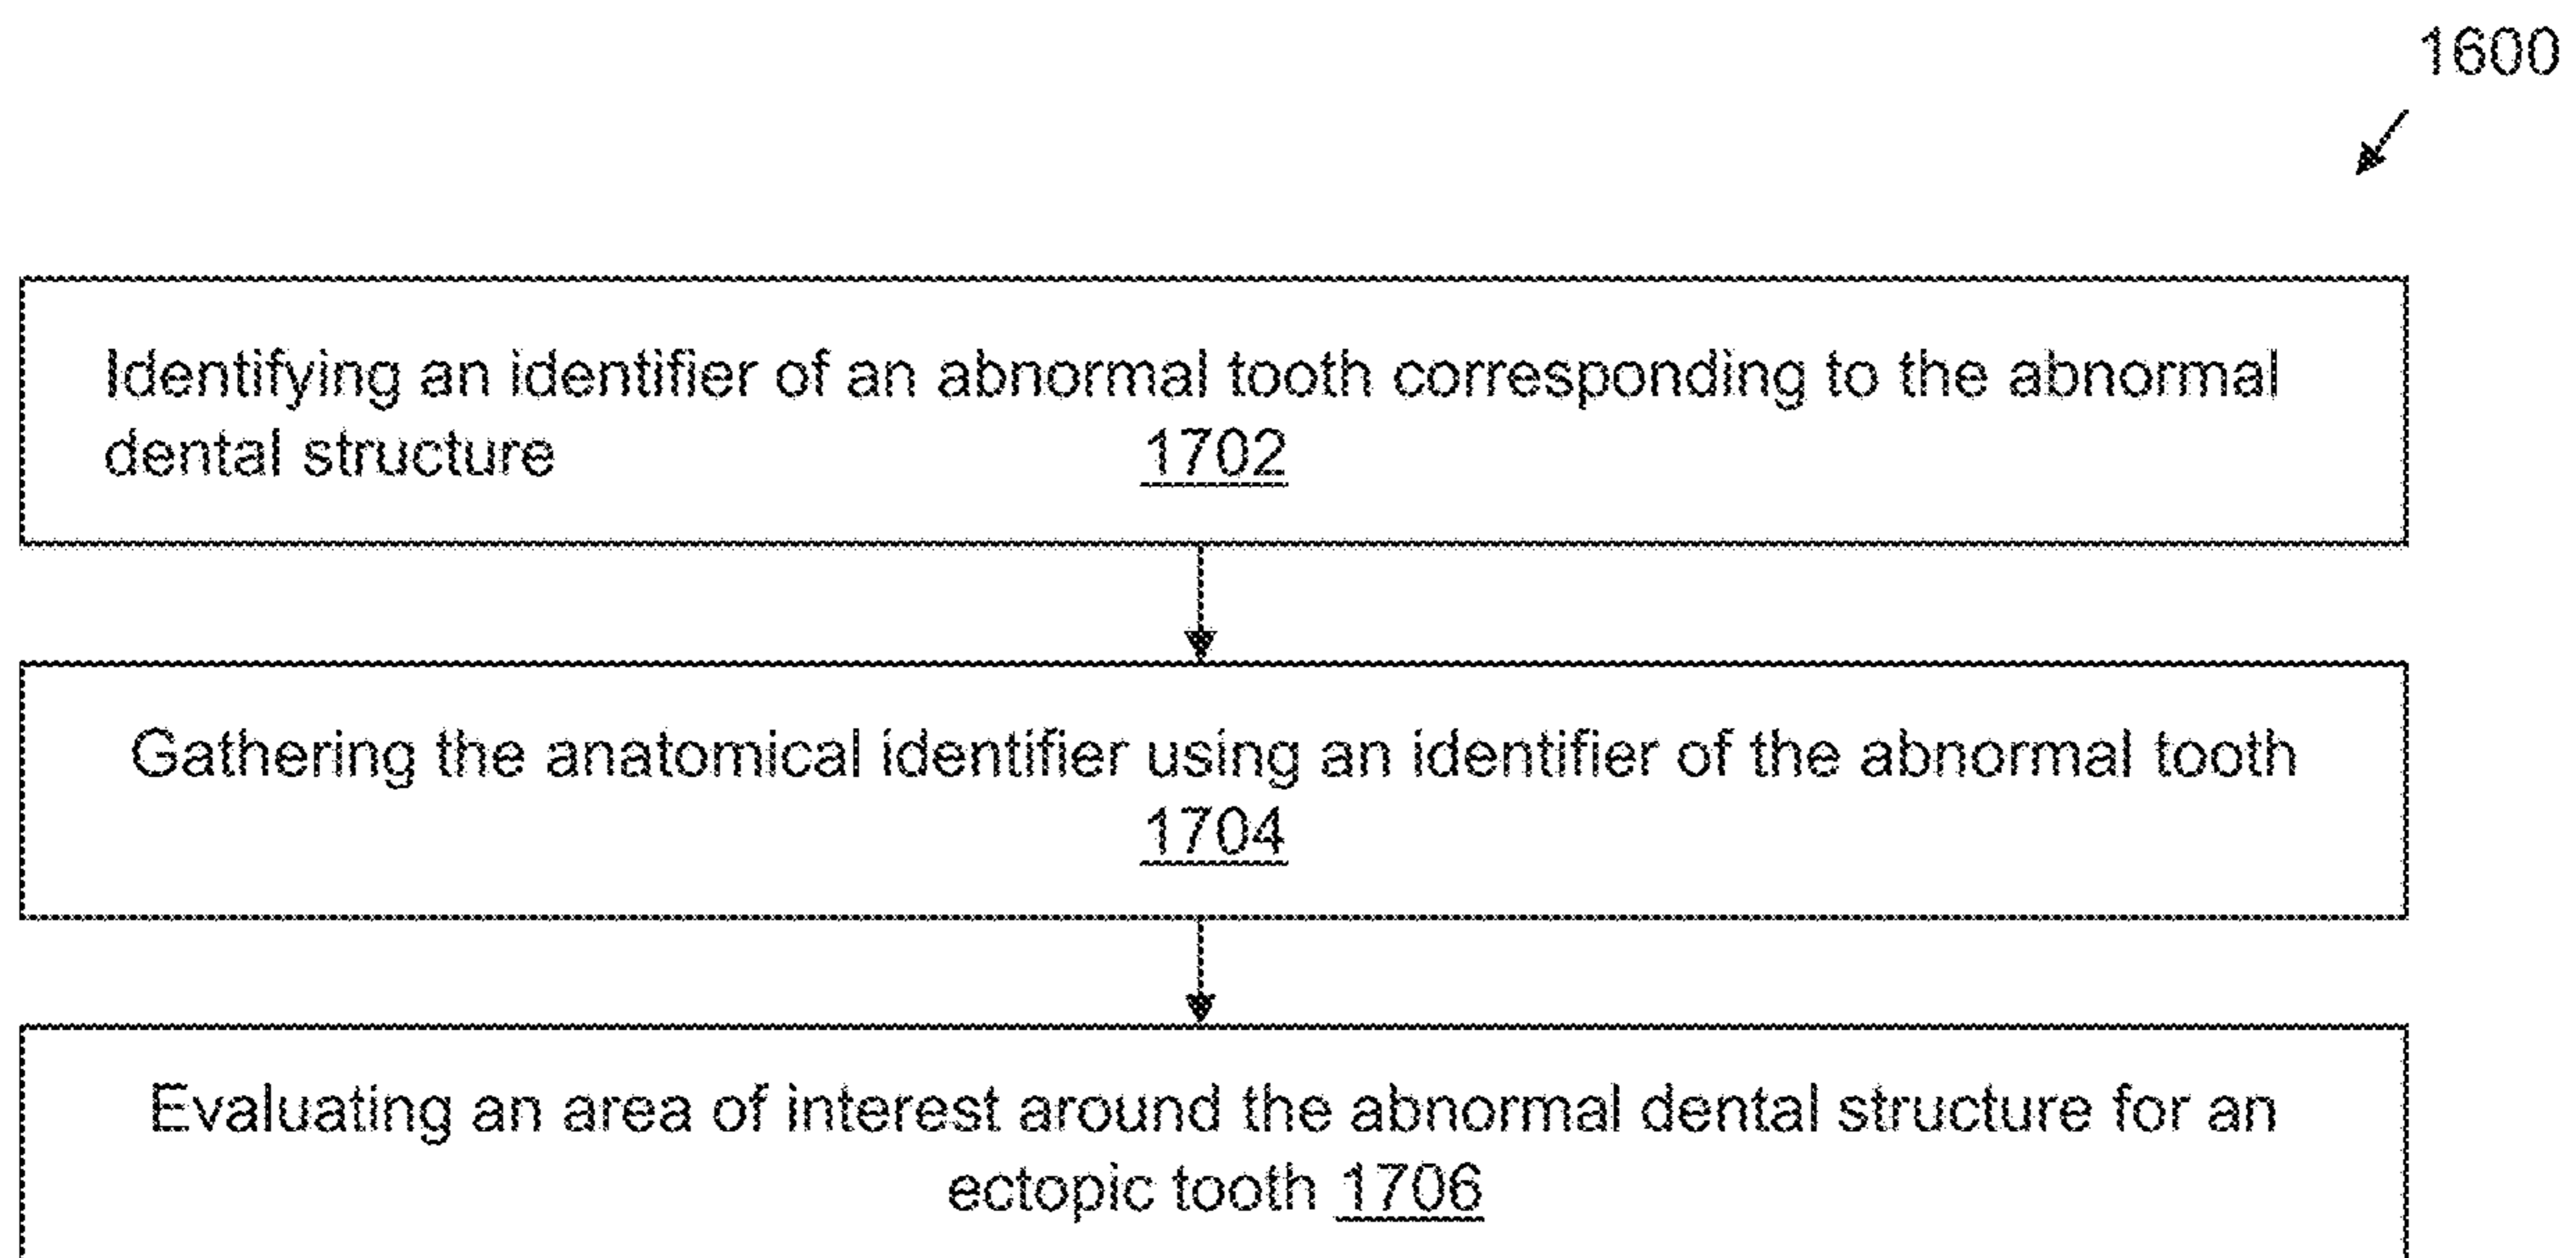 1600
Identifying an identifier of an abnormal tooth corresponding to the abnormal
dental structure 1702
Gathering the anatomical identifier using an identifier of the abnormal tooth
1704
Evaluating an area of interest around the abnormal dental structure for an
ectopic tooth 1706